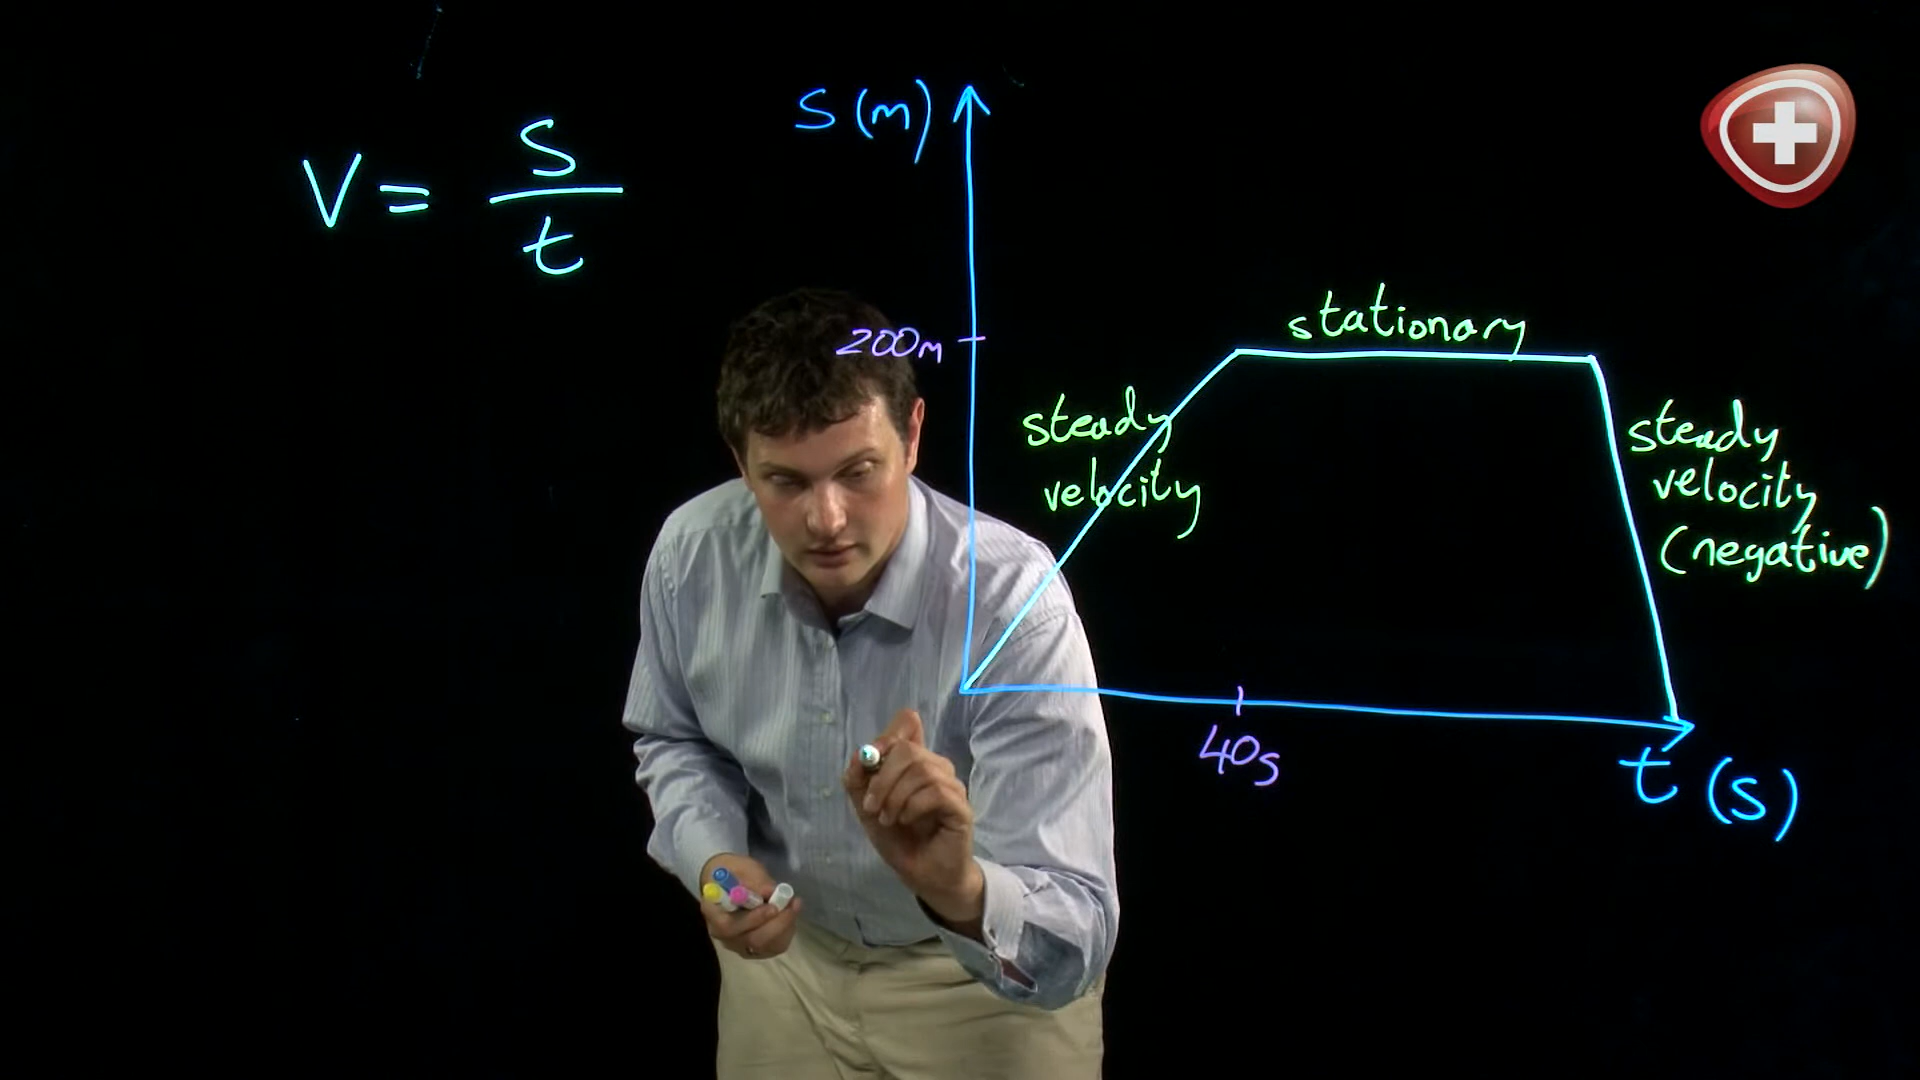 V = s/t
S (m)
200m
stationary
steady
velocity
steady
velocity
(negative)
40s
t (s)